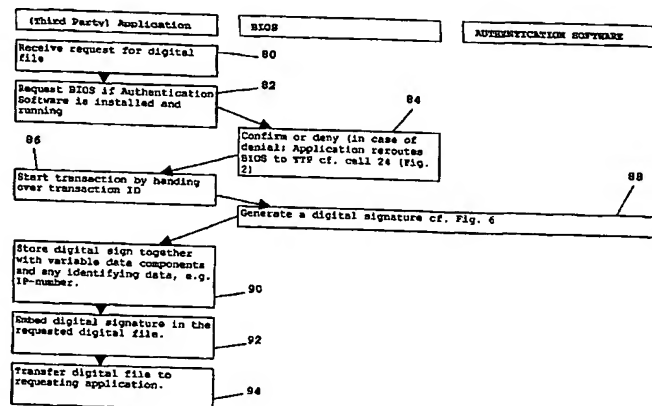 (Third Party) Application
BIOS
AUTHENTICATION SOFTWARE
Receive request for digital
file
80
Request BIOS if Authentication
Software is installed and
running
82
84
Confirm or deny (in case of
denial; Application reroutes
BIOS to TTP cf. call 24 (Fig.
2)
86
Start transaction by handing
over transaction ID
88
Generate a digital signature cf. Fig. 6
Store digital sign together
with variable data components
and any identifying data, e.g.
IP-number.
90
Embed digital signature in the
requested digital file.
92
Transfer digital file to
requesting application.
94